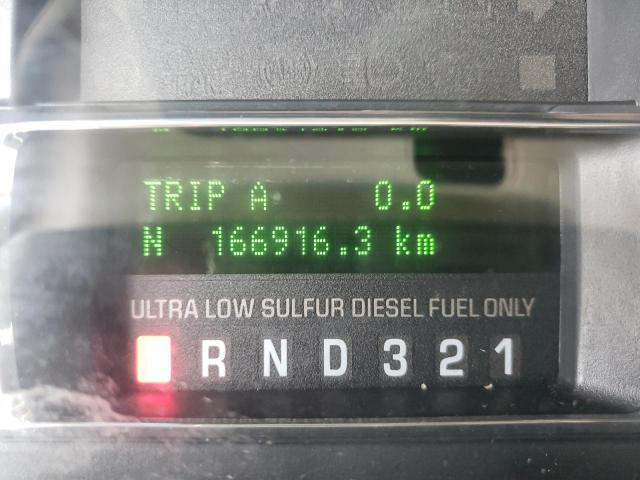 TRIP A 0.0
N 166916.3 km
ULTRA LOW SULFUR DIESEL FUEL ONLY
R N D 3 2 1